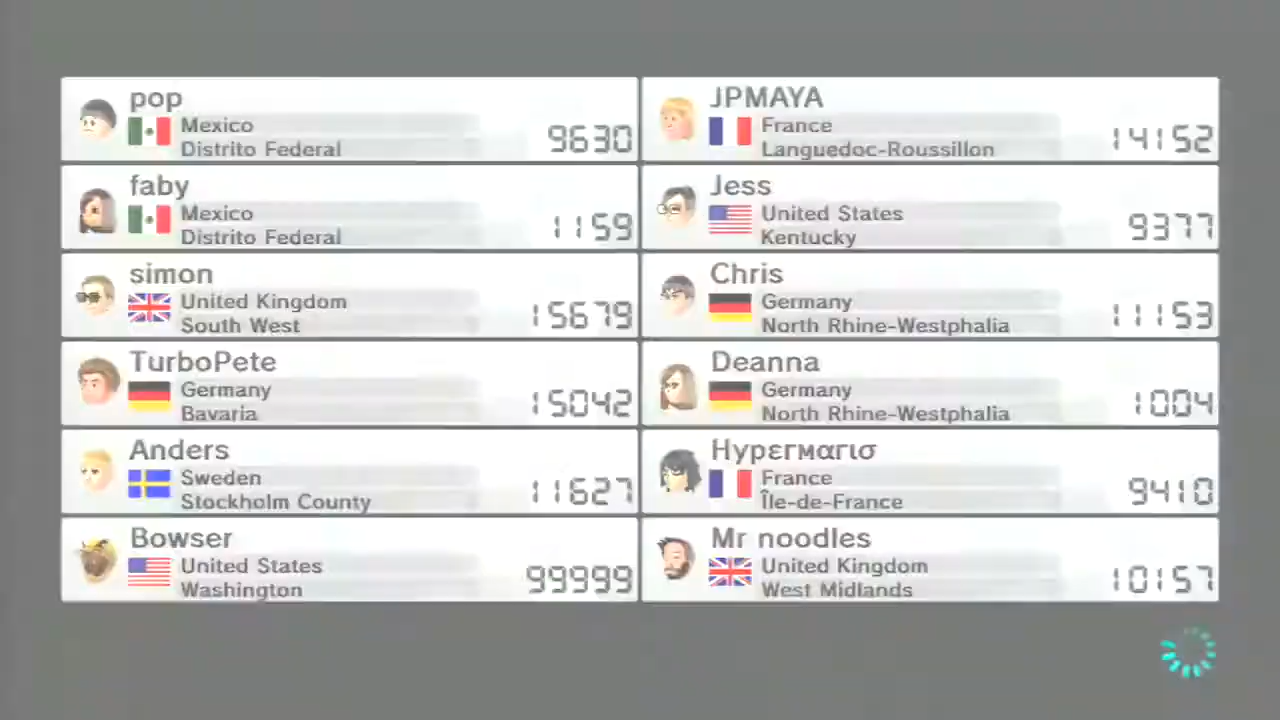 pop
Mexico
Distrito Federal
9630
JPMAYA
France
Languedoc-Roussillon
14152
faby
Mexico
Distrito Federal
1159
Jess
United States
Kentucky
9377
simon
United Kingdom
South West
15679
Chris
Germany
North Rhine-Westphalia
11153
TurboPete
Germany
Bavaria
15042
Deanna
Germany
North Rhine-Westphalia
1004
Anders
Sweden
Stockholm County
11627
Hypεrмαrισ
France
Île-de-France
9410
Bowser
United States
Washington
99999
Mr noodles
United Kingdom
West Midlands
10157